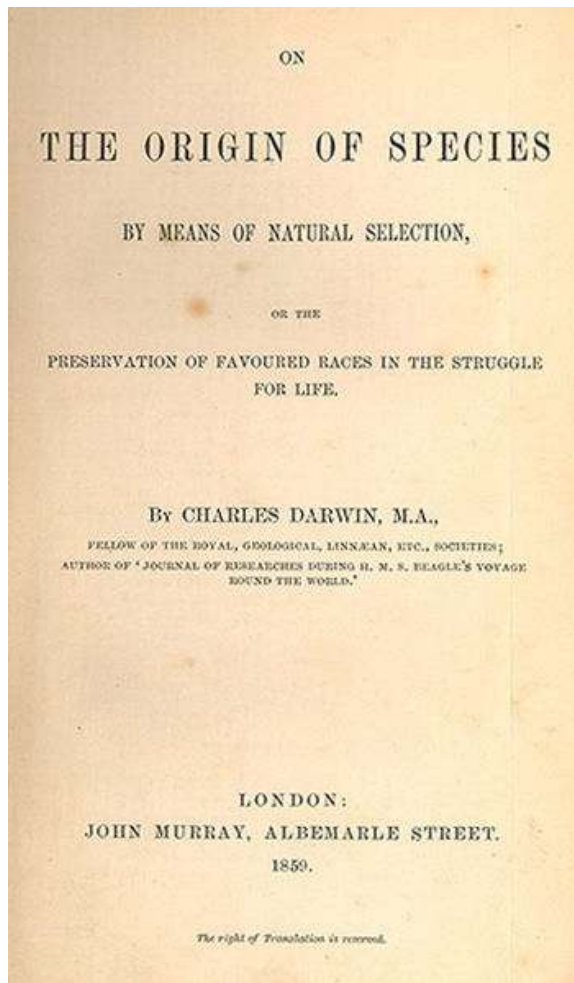 ON
THE ORIGIN OF SPECIES
BY MEANS OF NATURAL SELECTION,
OR THE
PRESERVATION OF FAVOURED RACES IN THE STRUGGLE
FOR LIFE.
By CHARLES DARWIN, M.A.,
FELLOW OF THE ROYAL, GEOLOGICAL, LINNÆAN, ETC., SOCIETIES;
AUTHOR OF 'JOURNAL OF RESEARCHES DURING H. M. S. BEAGLE'S VOYAGE
ROUND THE WORLD.'
LONDON:
JOHN MURRAY, ALBEMARLE STREET.
1859.
The right of Translation is reserved.